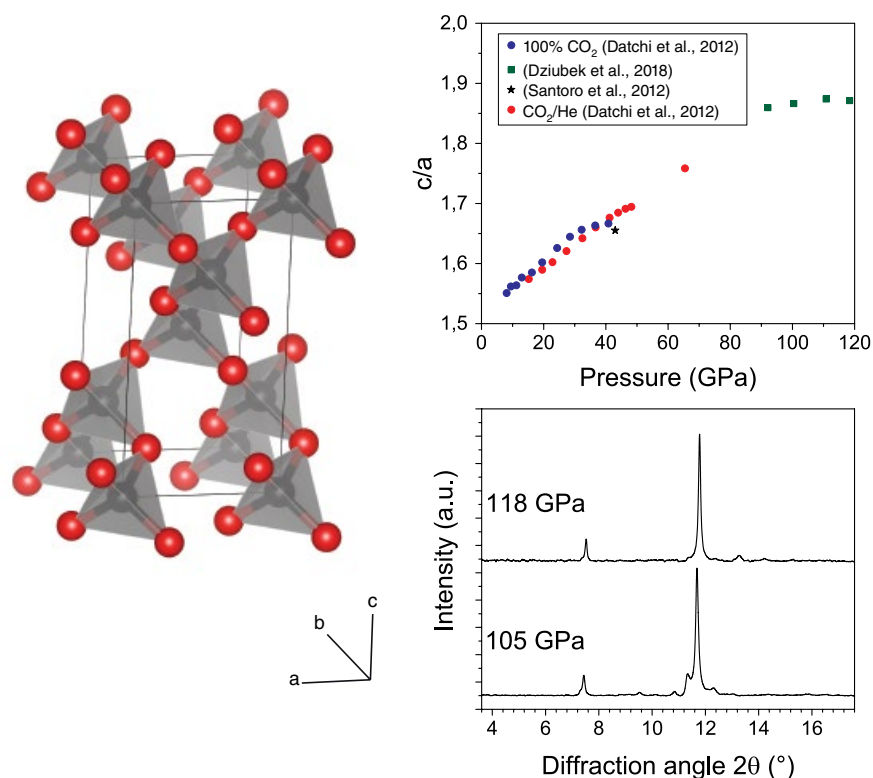 c
b
a
2,0
1,9
1,8
1,7
1,6
1,5
c/a
100% CO₂ (Datchi et al., 2012)
(Dziubek et al., 2018)
(Santoro et al., 2012)
CO₂/He (Datchi et al., 2012)
0 20 40 60 80 100 120
Pressure (GPa)
Intensity (a.u.)
118 GPa
105 GPa
4 6 8 10 12 14 16
Diffraction angle 2θ (°)